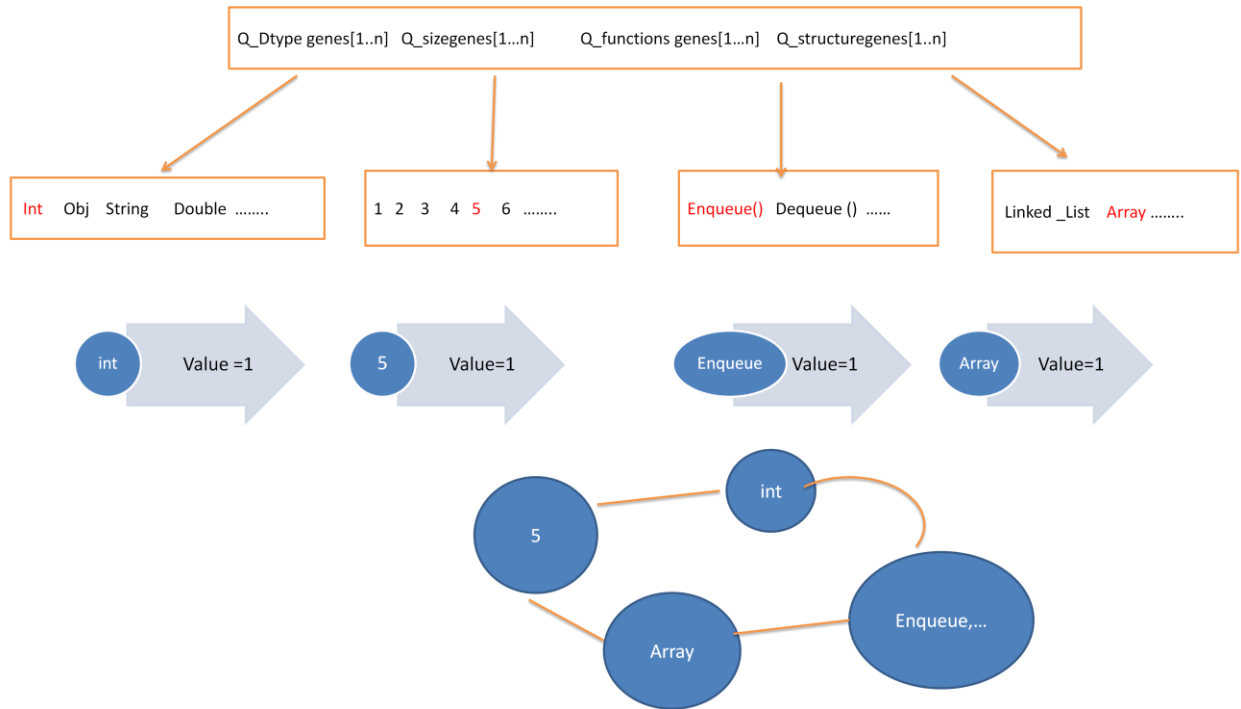 Q_Dtype genes[1..n] Q_sizegenes[1...n] Q_functions genes[1...n] Q_structuregenes[1..n]
Int Obj String Double ........
1 2 3 4 5 6 ........
Enqueue() Dequeue () ......
Linked _List Array ........
int
Value =1
5
Value=1
Enqueue
Value=1
Array
Value=1
int
5
Enqueue,...
Array